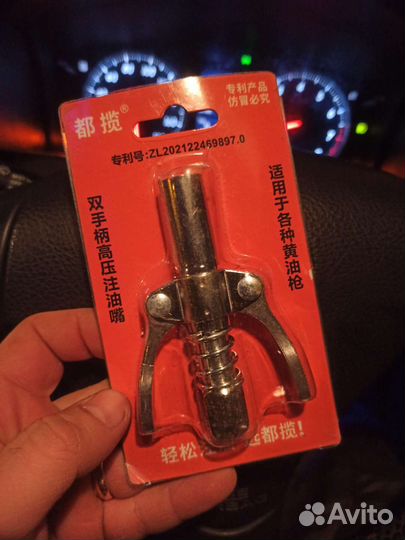 都揽®
专利产品
仿冒必究
专利号:ZL202122469897.0
双手柄高压注油嘴
适用于各种黄油枪
轻松
都揽!
Avito